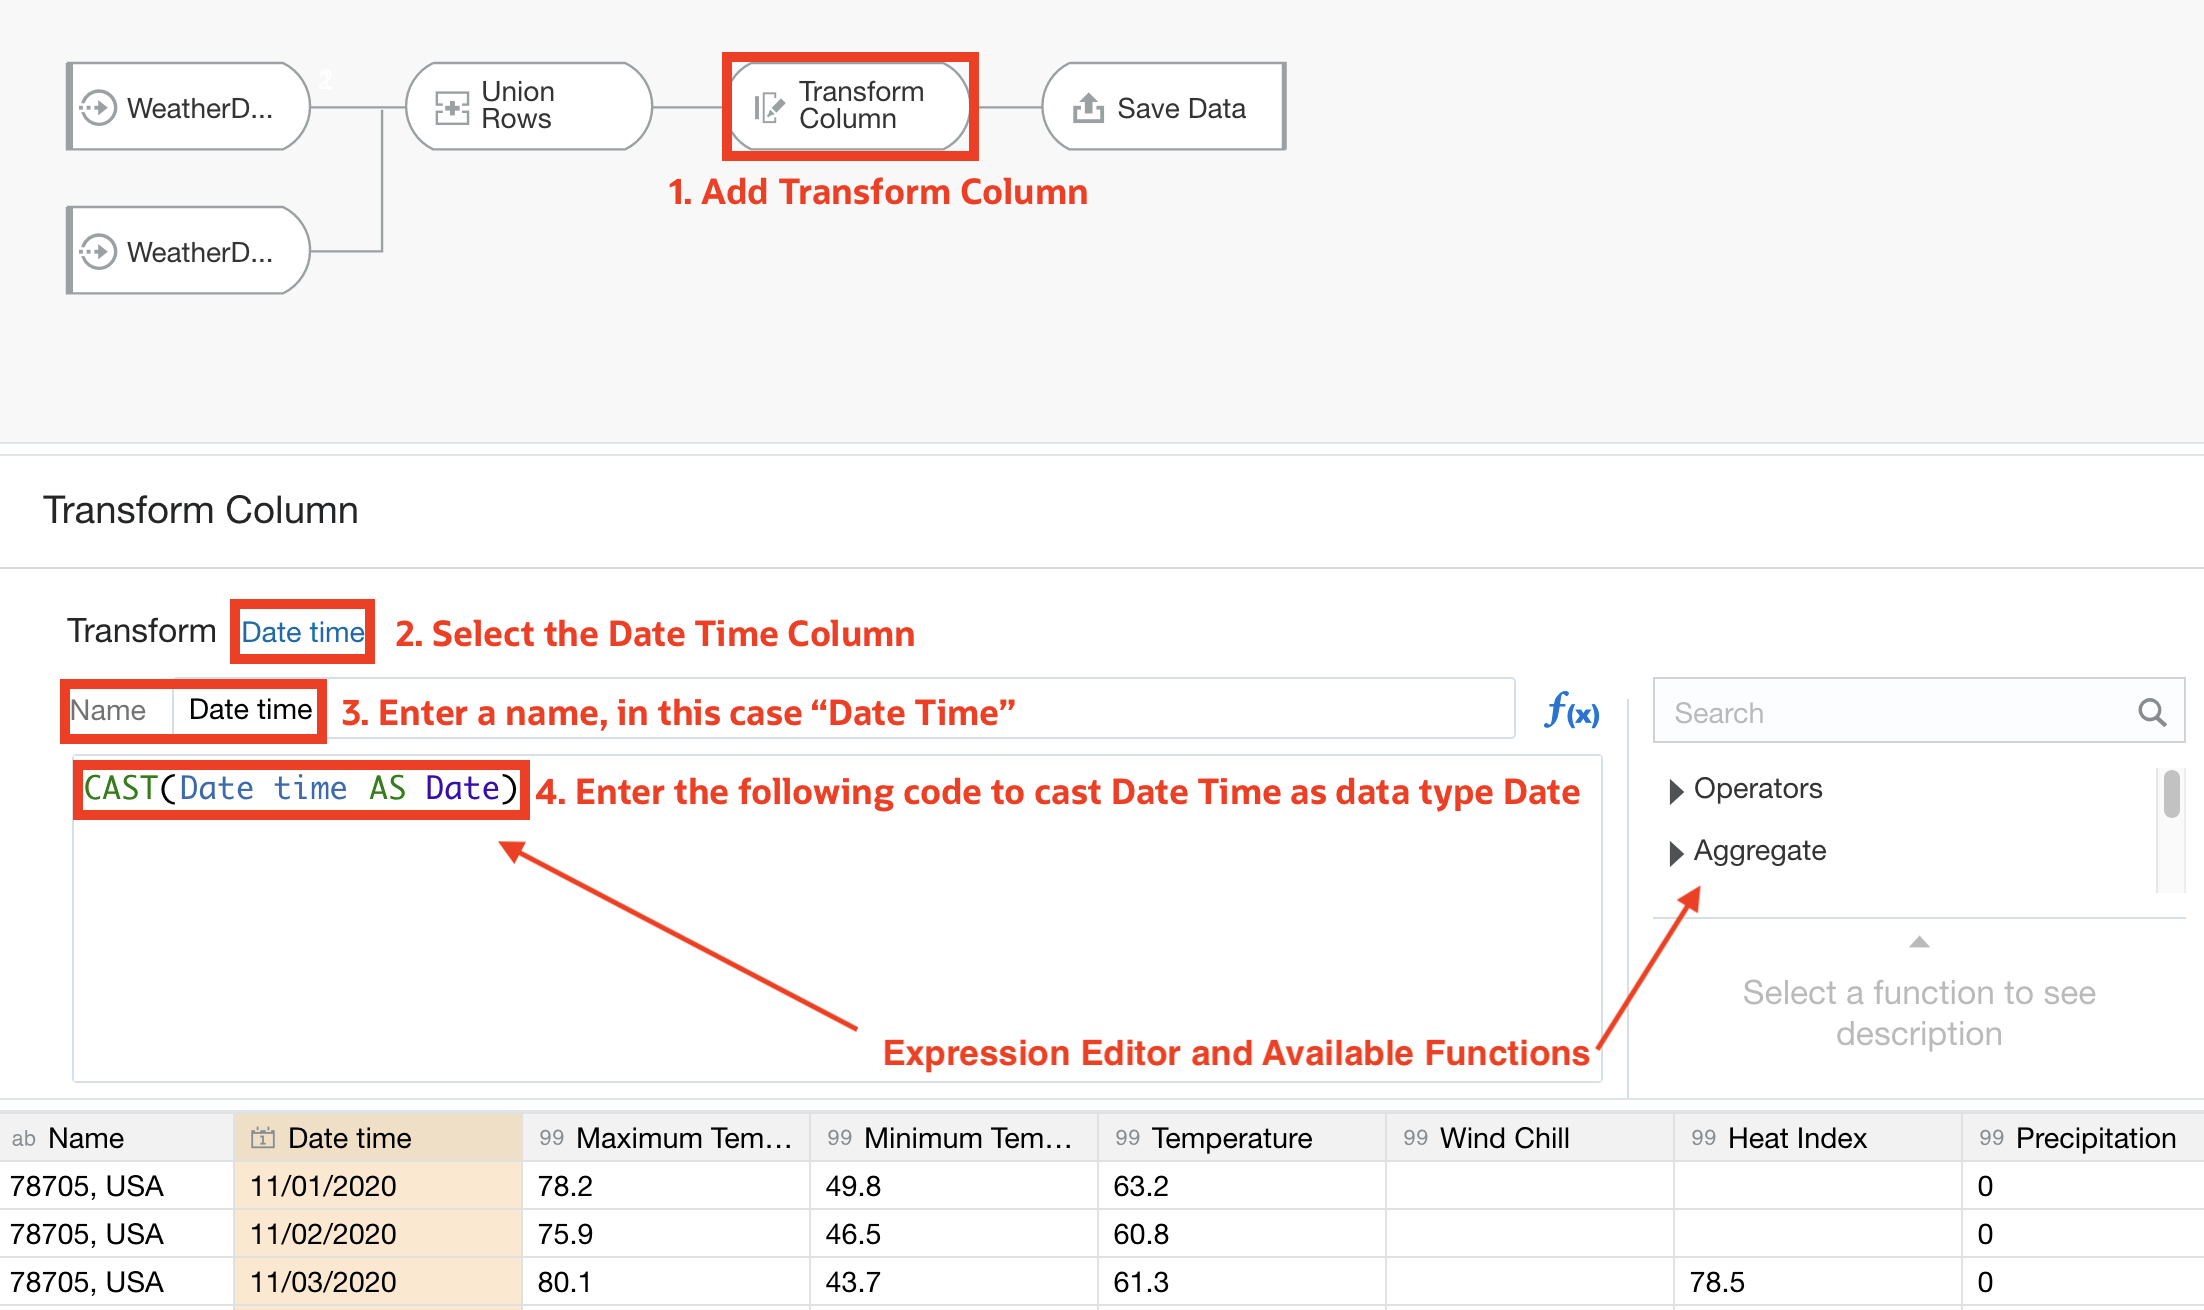 WeatherD...
2
Union
Rows
Transform
Column
Save Data
1. Add Transform Column
WeatherD...
Transform Column
Transform Date time 2. Select the Date Time Column
Name Date time 3. Enter a name, in this case “Date Time” f(x) Search
CAST(Date time AS Date) 4. Enter the following code to cast Date Time as data type Date
Operators
Aggregate
Select a function to see
description
Expression Editor and Available Functions
ab Name 1 Date time 99 Maximum Tem... 99 Minimum Tem... 99 Temperature 99 Wind Chill 99 Heat Index 99 Precipitation
78705, USA 11/01/2020 78.2 49.8 63.2 0
78705, USA 11/02/2020 75.9 46.5 60.8 0
78705, USA 11/03/2020 80.1 43.7 61.3 78.5 0